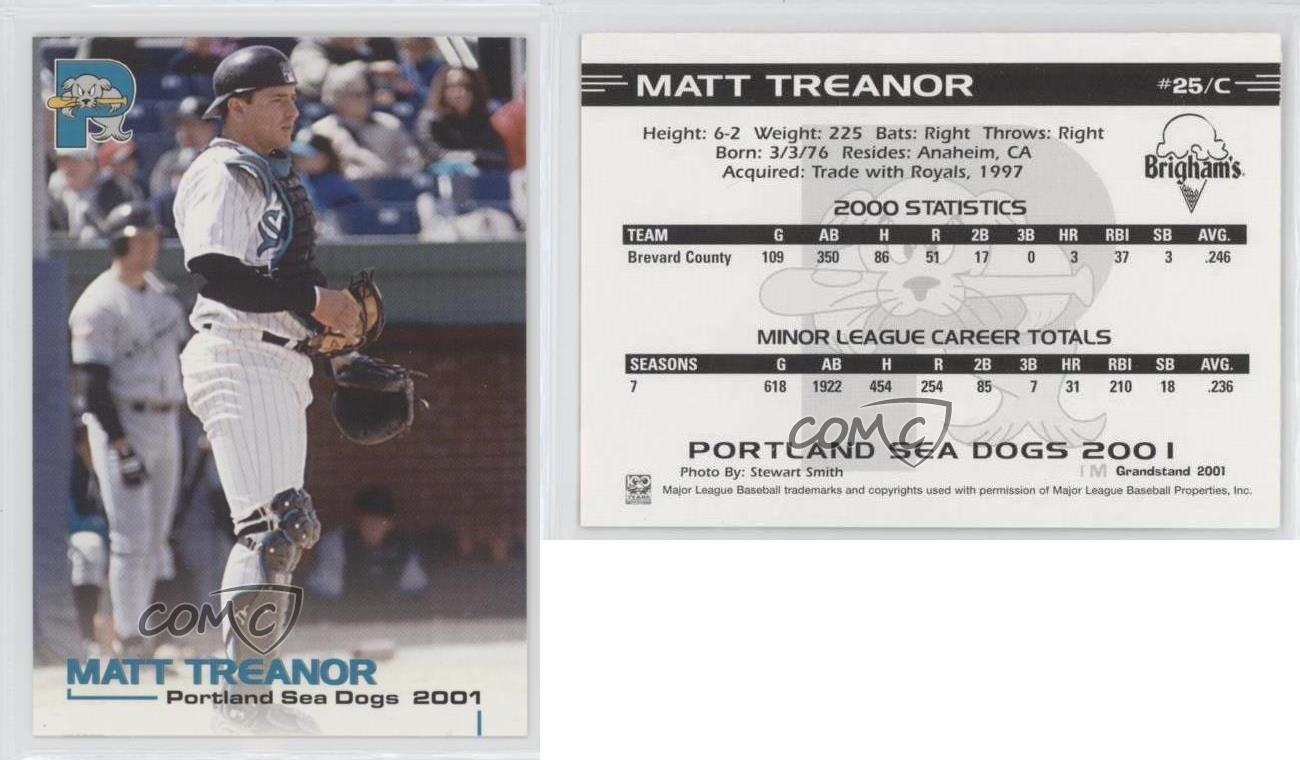 P
MATT TREANOR
Portland Sea Dogs 2001
COMC
MATT TREANOR #25/C
Height: 6-2 Weight: 225 Bats: Right Throws: Right
Born: 3/3/76 Resides: Anaheim, CA
Acquired: Trade with Royals, 1997
Brigham's
2000 STATISTICS
TEAM G AB H R 2B 3B HR RBI SB AVG.
Brevard County 109 350 86 51 17 0 3 37 3 .246
MINOR LEAGUE CAREER TOTALS
SEASONS G AB H R 2B 3B HR RBI SB AVG.
7 618 1922 454 254 85 7 31 210 18 .236
COMC
PORTLAND SEA DOGS 2001
Photo By: Stewart Smith TM Grandstand 2001
Major League Baseball trademarks and copyrights used with permission of Major League Baseball Properties, Inc.